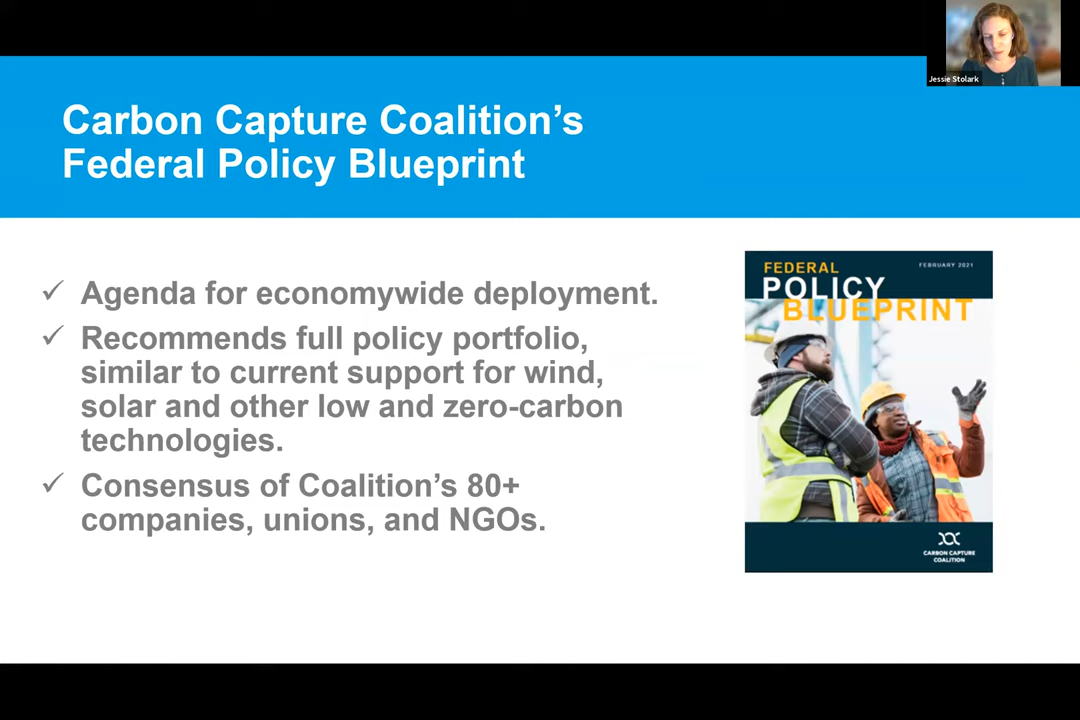 Jessie Stolark
Carbon Capture Coalition’s
Federal Policy Blueprint
✓ Agenda for economywide deployment.
✓ Recommends full policy portfolio,
similar to current support for wind,
solar and other low and zero-carbon
technologies.
✓ Consensus of Coalition’s 80+
companies, unions, and NGOs.
FEDERAL
FEBRUARY 2021
POLICY
BLUEPRINT
CARBON CAPTURE
COALITION